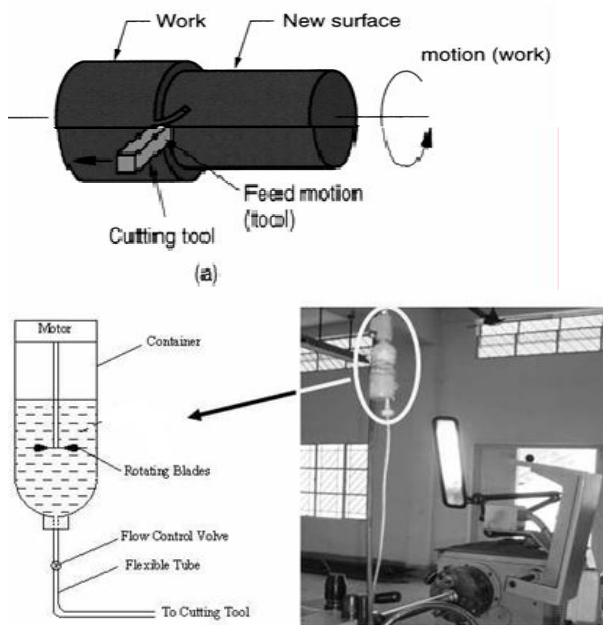 Work
New surface
motion (work)
Feed motion
(tool)
Cutting tool
(a)
Motor
Container
Rotating Blades
Flow Control Valve
Flexible Tube
To Cutting Tool